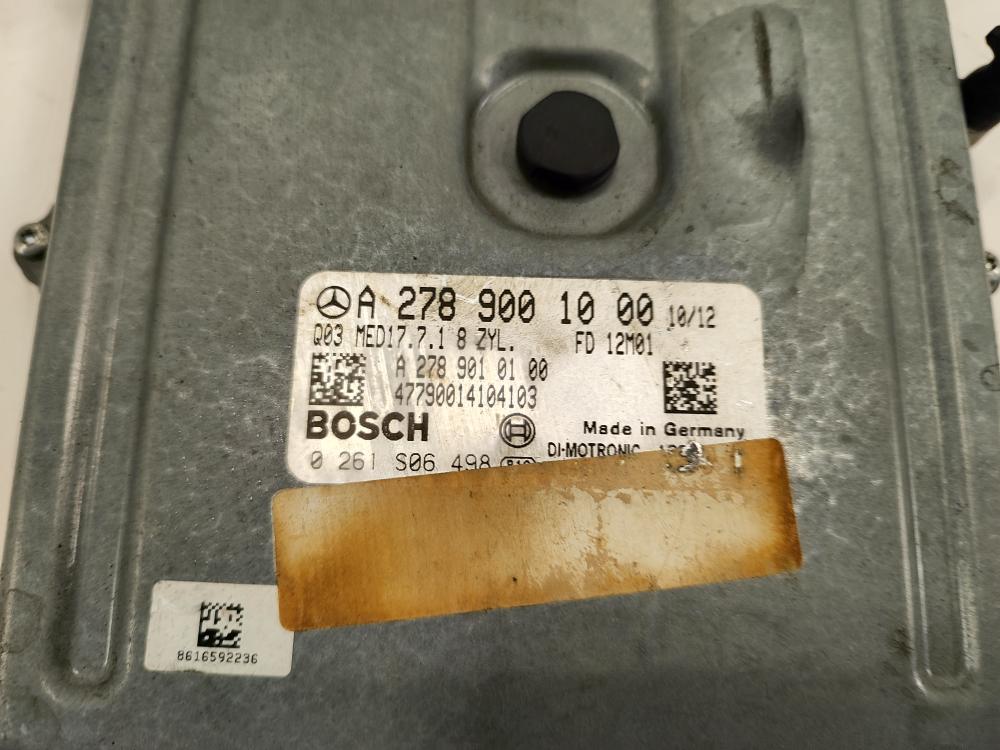 A 278 900 10 00 10/12
Q03 MED17.7.1 8 ZYL. FD 12M01
A 278 901 01 00
47790014104103
BOSCH
Made in Germany
0 261 S06 498
DI-MOTRONIC
8616592236